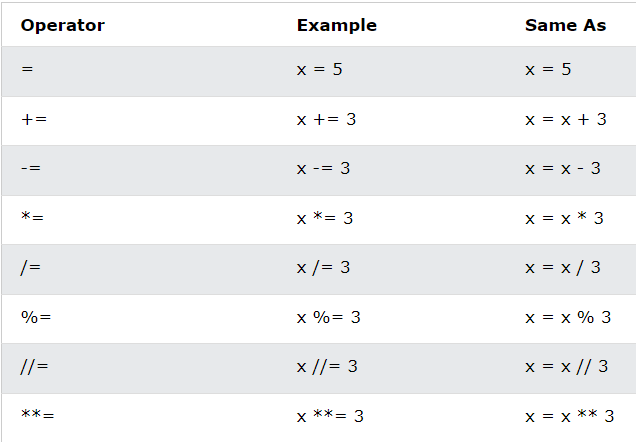 Operator Example Same As
= x = 5 x = 5
+= x += 3 x = x + 3
-= x -= 3 x = x - 3
*= x *= 3 x = x * 3
/= x /= 3 x = x / 3
%= x %= 3 x = x % 3
//= x //= 3 x = x // 3
**= x **= 3 x = x ** 3